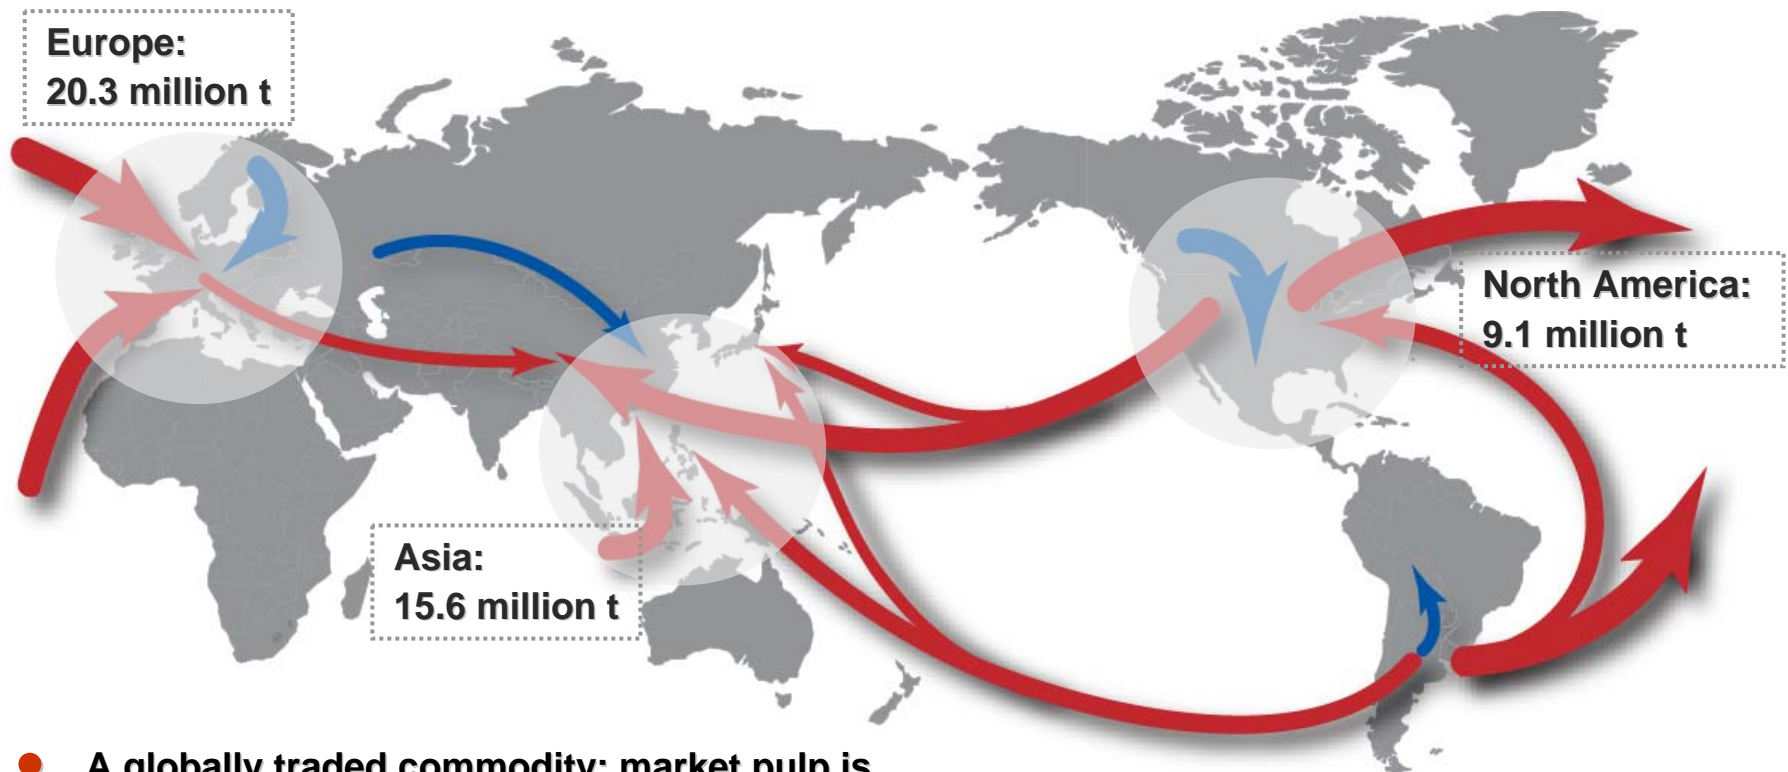 Europe:
20.3 million t
North America:
9.1 million t
Asia:
15.6 million t
A globally traded commodity: market pulp is